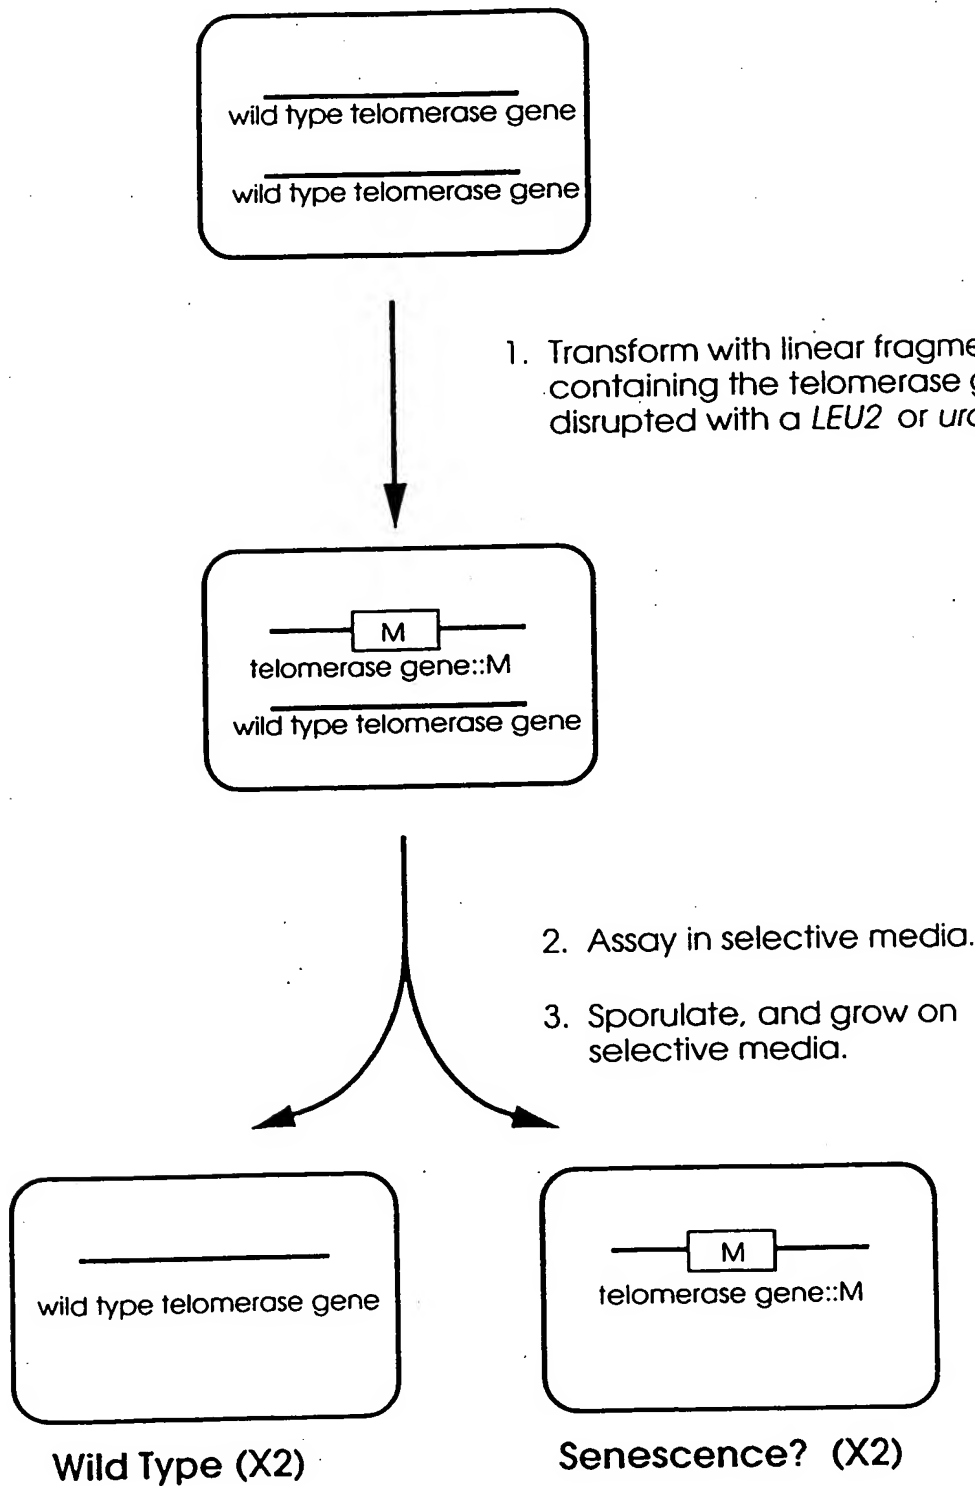 wild type telomerase gene
wild type telomerase gene
1. Transform with linear
containing the telomerase
disrupted with a LEU2 or
M
telomerase gene::M
wild type telomerase gene
2. Assay in selective media.
3. Sporulate, and grow on
selective media.
wild type telomerase gene
M
telomerase gene::M
Wild Type (X2)
Senescence? (X2)